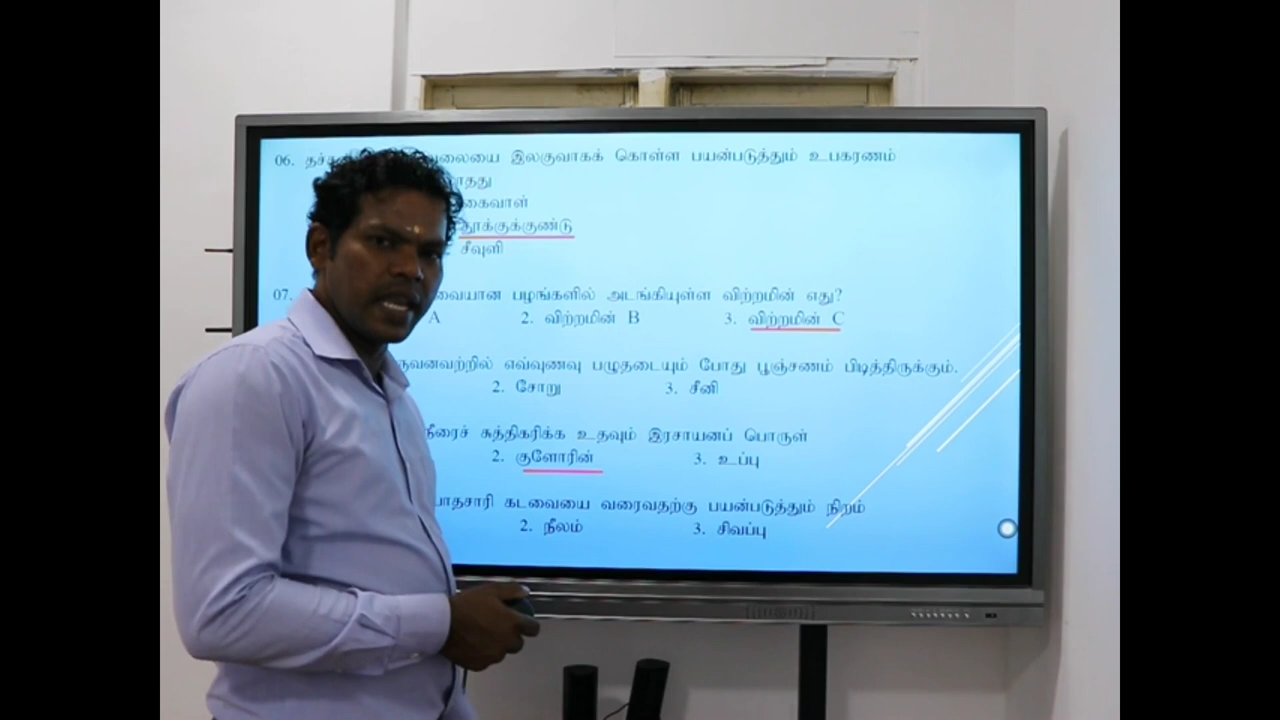 06. இலகுவாகக் கொள்ள பயன்படுத்தும் உபகரணம்
கைவாள்
தூக்குக்குண்டு
சீவுளி
07. பழங்களில் அடங்கியுள்ள விற்றமின் எது?
A 2. விற்றமின் B 3. விற்றமின் C
எவ்வுணவு பழுதடையும் போது பூஞ்சணம் பிடித்திருக்கும்.
2. சோறு 3. சீனி
நீரைச் சுத்திகரிக்க உதவும் இரசாயனப் பொருள்
2. குளோரின் 3. உப்பு
பாதசாரி கடவையை வரைவதற்கு பயன்படுத்தும் நிறம்
2. நீலம் 3. சிவப்பு